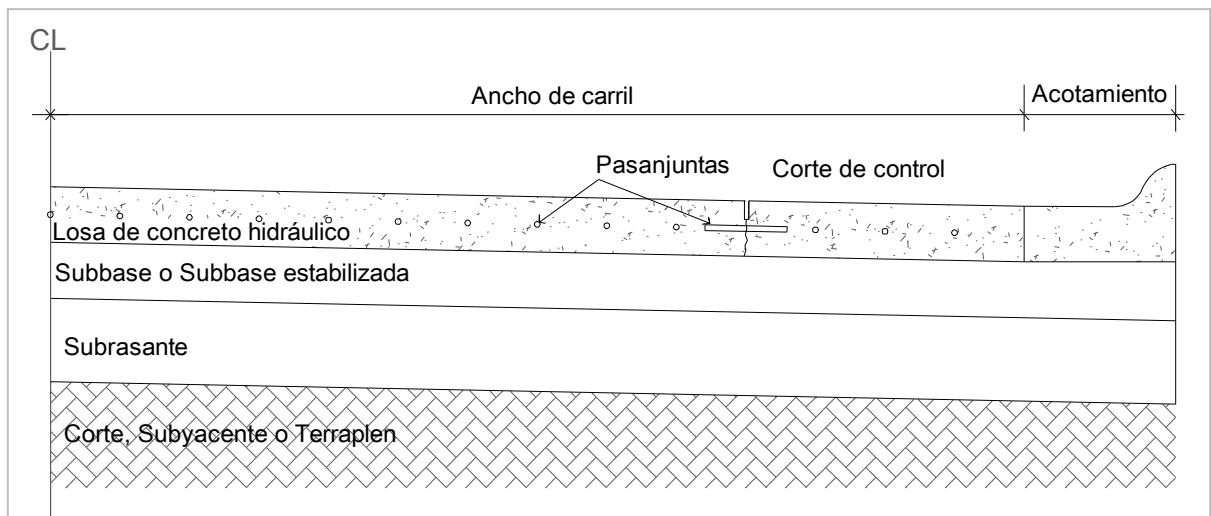 CL
Ancho de carril
Acotamiento
Pasanjuntas
Corte de control
Losa de concreto hidráulico
Subbase o Subbase estabilizada
Subrasante
Corte, Subyacente o Terraplen